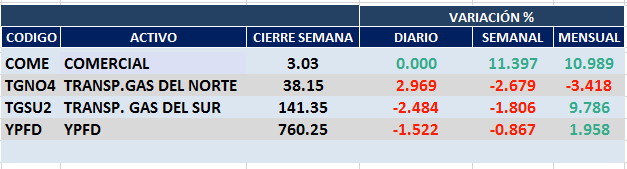 VARIACIÓN %
CODIGO ACTIVO CIERRE SEMANA DIARIO SEMANAL MENSUAL
COME COMERCIAL 3.03 0.000 11.397 10.989
TGNO4 TRANSP.GAS DEL NORTE 38.15 2.969 -2.679 -3.418
TGSU2 TRANSP. GAS DEL SUR 141.35 -2.484 -1.806 9.786
YPFD YPFD 760.25 -1.522 -0.867 1.958